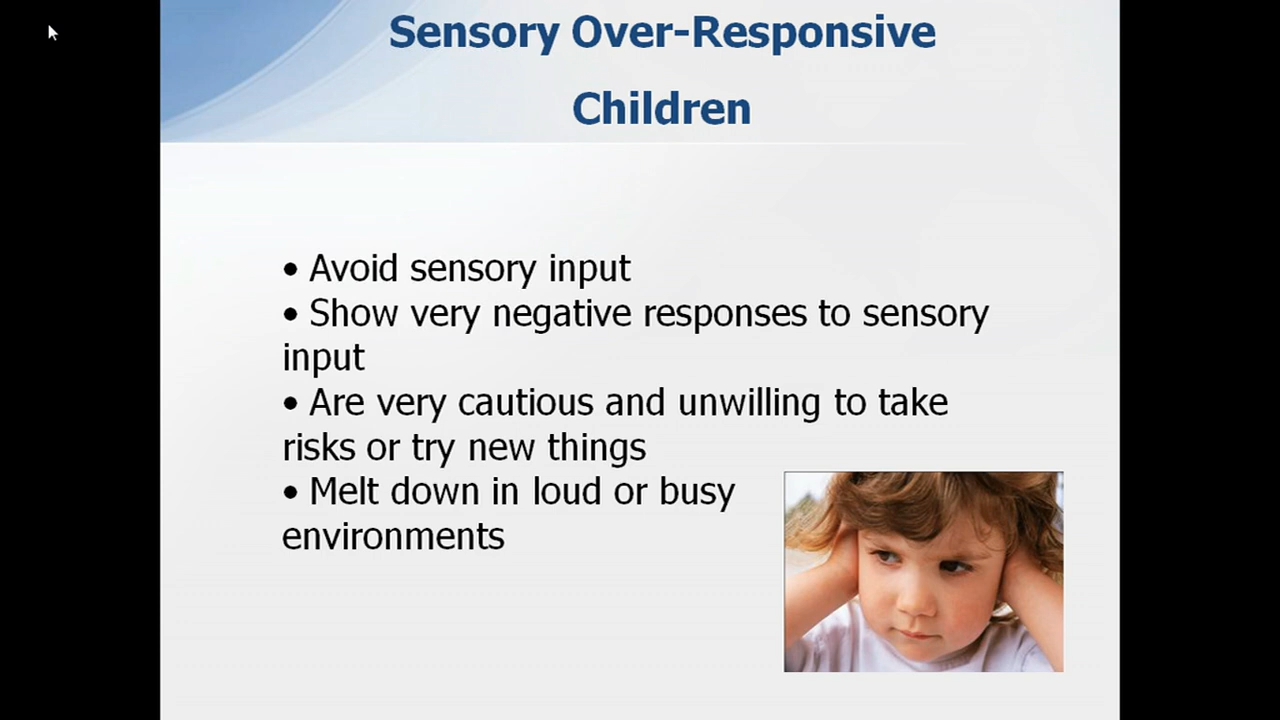 Sensory Over-Responsive
Children
• Avoid sensory input
• Show very negative responses to sensory
input
• Are very cautious and unwilling to take
risks or try new things
• Melt down in loud or busy
environments